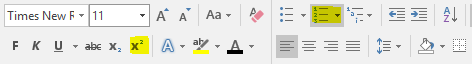 Times New R 11 A A Aa A
F K U abc x₂ x² A ab A